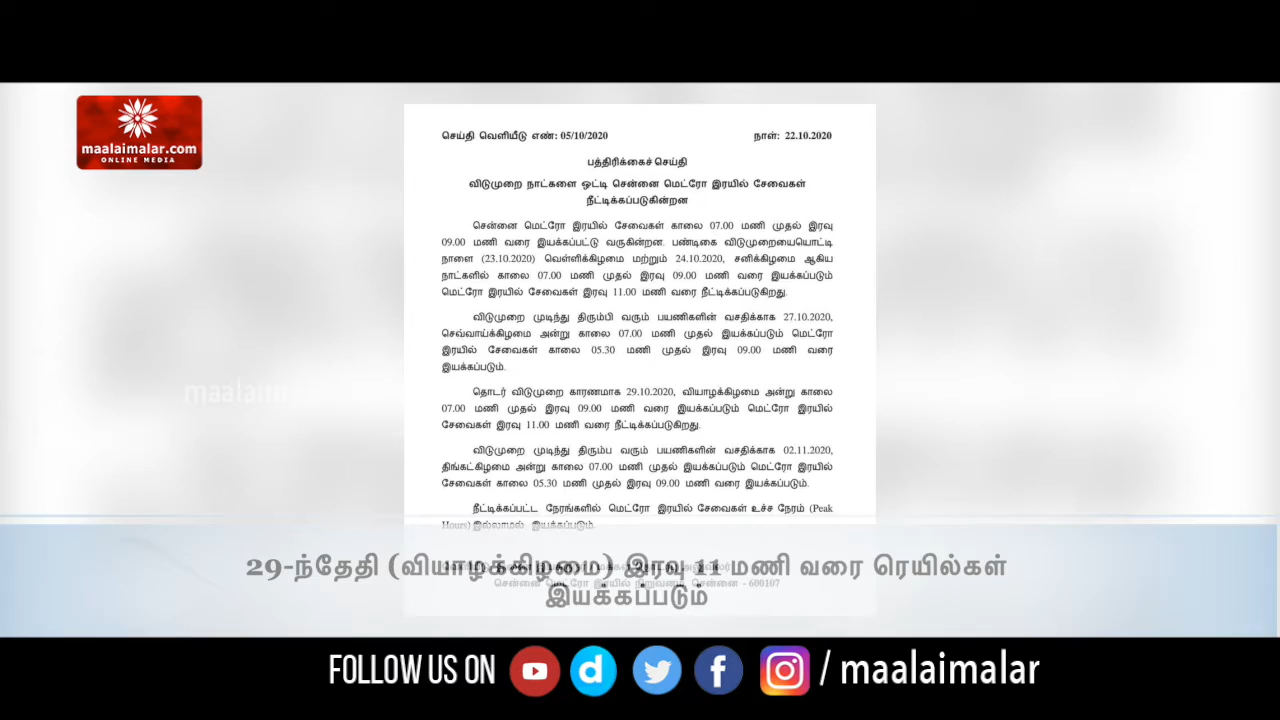 maalaimalar.com
ONLINE MEDIA
செய்தி வெளியீடு எண்: 05/10/2020
நாள்: 22.10.2020
பத்திரிக்கைச் செய்தி
விடுமுறை நாட்களை ஒட்டி சென்னை மெட்ரோ இரயில் சேவைகள்
நீட்டிக்கப்படுகின்றன
சென்னை மெட்ரோ இரயில் சேவைகள் காலை 07.00 மணி முதல் இரவு
09.00 மணி வரை இயக்கப்பட்டு வருகின்றன. பண்டிகை விடுமுறையையொட்டி
நாளை (23.10.2020) வெள்ளிக்கிழமை மற்றும் 24.10.2020, சனிக்கிழமை ஆகிய
நாட்களில் காலை 07.00 மணி முதல் இரவு 09.00 மணி வரை இயக்கப்படும்
மெட்ரோ இரயில் சேவைகள் இரவு 11.00 மணி வரை நீட்டிக்கப்படுகிறது.
விடுமுறை முடிந்து திரும்பி வரும் பயணிகளின் வசதிக்காக 27.10.2020,
செவ்வாய்க்கிழமை அன்று காலை 07.00 மணி முதல் இயக்கப்படும் மெட்ரோ
இரயில் சேவைகள் காலை 05.30 மணி முதல் இரவு 09.00 மணி வரை
இயக்கப்படும்.
தொடர் விடுமுறை காரணமாக 29.10.2020, வியாழக்கிழமை அன்று காலை
07.00 மணி முதல் இரவு 09.00 மணி வரை இயக்கப்படும் மெட்ரோ இரயில்
சேவைகள் இரவு 11.00 மணி வரை நீட்டிக்கப்படுகிறது.
விடுமுறை முடிந்து திரும்ப வரும் பயணிகளின் வசதிக்காக 02.11.2020,
திங்கட்கிழமை அன்று காலை 07.00 மணி முதல் இயக்கப்படும் மெட்ரோ இரயில்
சேவைகள் காலை 05.30 மணி முதல் இரவு 09.00 மணி வரை இயக்கப்படும்.
நீட்டிக்கப்பட்ட நேரங்களில் மெட்ரோ இரயில் சேவைகள் உச்ச நேரம் (Peak
Hours) இல்லாமல் இயக்கப்படும்.
சென்னை மெட்ரோ இரயில் நிறுவனம், சென்னை - 600107
maalaim
29-ந்தேதி (வியாழக்கிழமை) இரவு 11 மணி வரை ரெயில்கள்
இயக்கப்படும்
FOLLOW US ON / maalaimalar